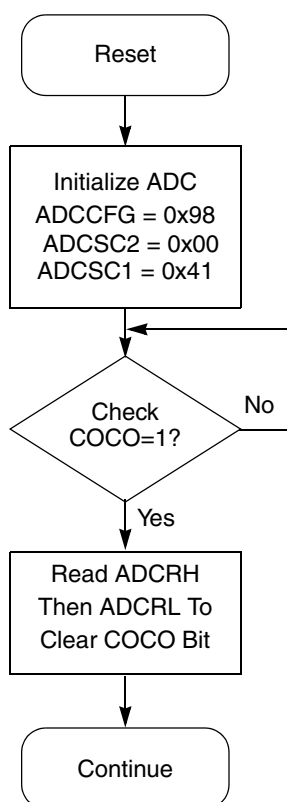 Reset
Initialize ADC
ADCCFG = 0x98
ADCSC2 = 0x00
ADCSC1 = 0x41
Check
COCO=1?
No
Yes
Read ADCRH
Then ADCRL To
Clear COCO Bit
Continue